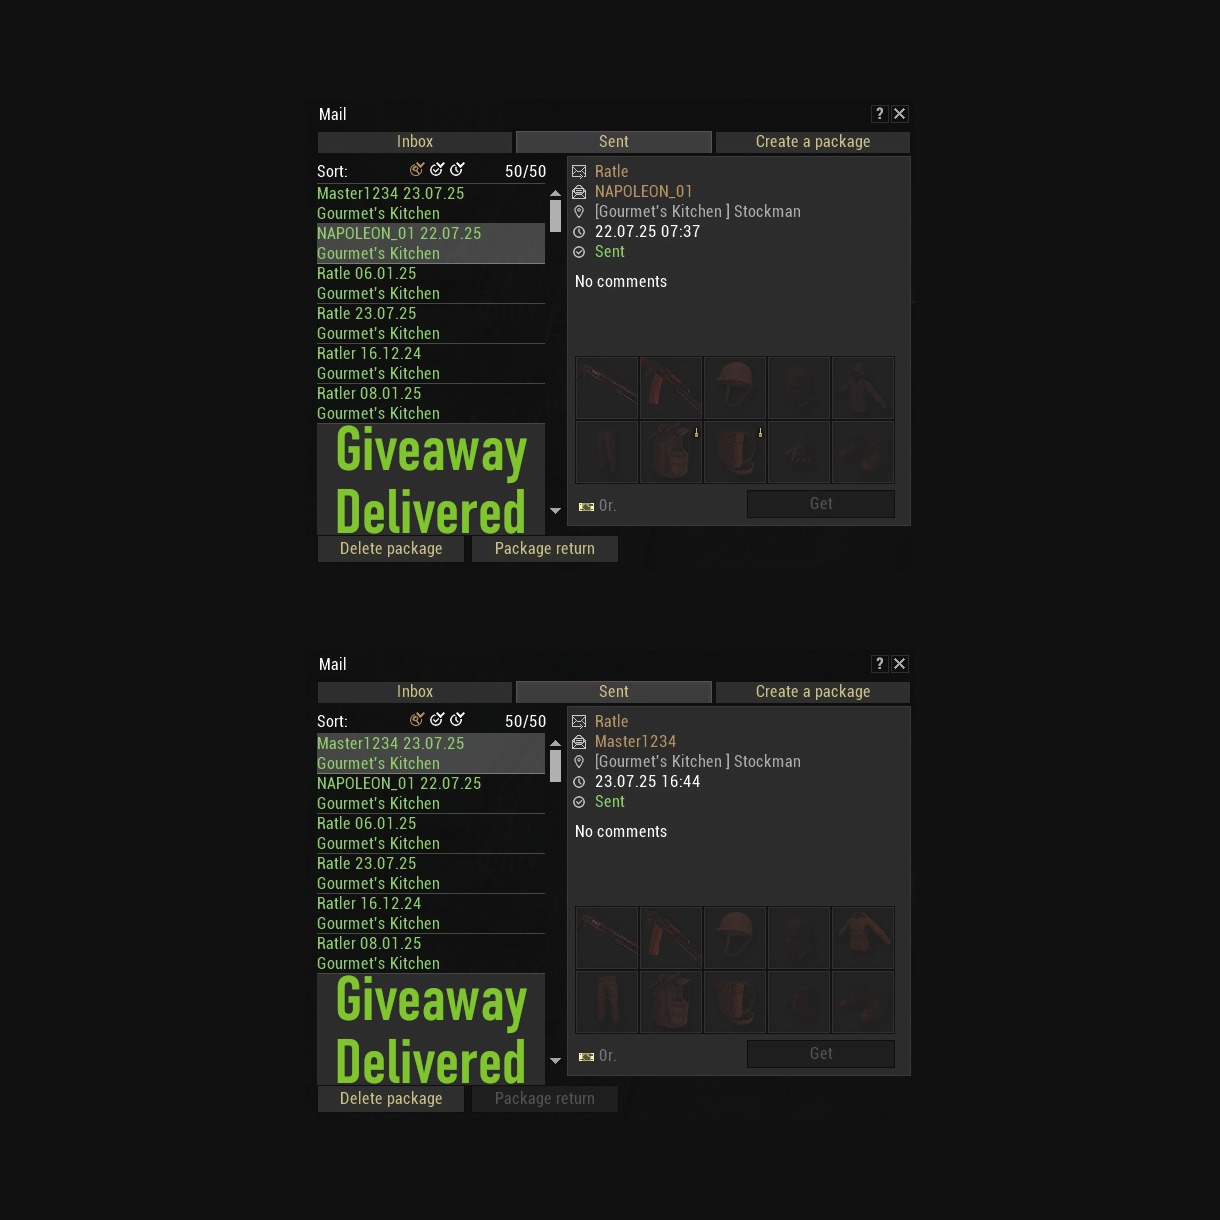 Mail
?
Inbox
Sent
Create a package
Sort:
50/50
Master1234 23.07.25
Gourmet's Kitchen
NAPOLEON_01 22.07.25
Gourmet's Kitchen
Ratle 06.01.25
Gourmet's Kitchen
Ratle 23.07.25
Gourmet's Kitchen
Ratler 16.12.24
Gourmet's Kitchen
Ratler 08.01.25
Gourmet's Kitchen
Giveaway
Delivered
Ratle
NAPOLEON_01
[Gourmet's Kitchen ] Stockman
22.07.25 07:37
Sent
No comments
0r.
Get
Delete package
Package return
Mail
?
Inbox
Sent
Create a package
Sort:
50/50
Master1234 23.07.25
Gourmet's Kitchen
NAPOLEON_01 22.07.25
Gourmet's Kitchen
Ratle 06.01.25
Gourmet's Kitchen
Ratle 23.07.25
Gourmet's Kitchen
Ratler 16.12.24
Gourmet's Kitchen
Ratler 08.01.25
Gourmet's Kitchen
Giveaway
Delivered
Ratle
Master1234
[Gourmet's Kitchen ] Stockman
23.07.25 16:44
Sent
No comments
0r.
Get
Delete package
Package return